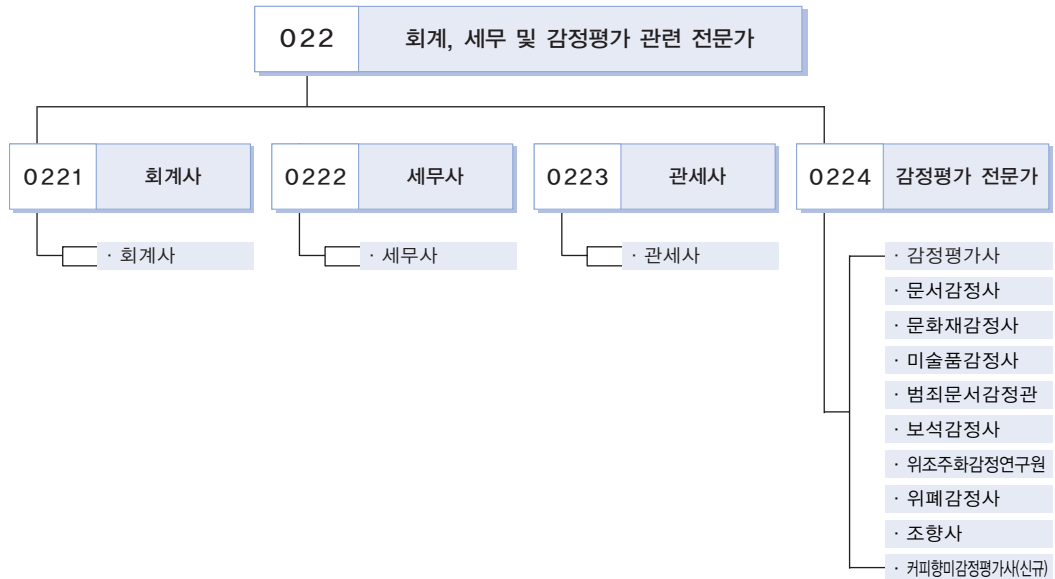 022 회계, 세무 및 감정평가 관련 전문가
0221 회계사
· 회계사
0222 세무사
· 세무사
0223 관세사
· 관세사
0224 감정평가 전문가
· 감정평가사
· 문서감정사
· 문화재감정사
· 미술품감정사
· 범죄문서감정관
· 보석감정사
· 위조주화감정연구원
· 위폐감정사
· 조향사
· 커피향미감정평가사(신규)